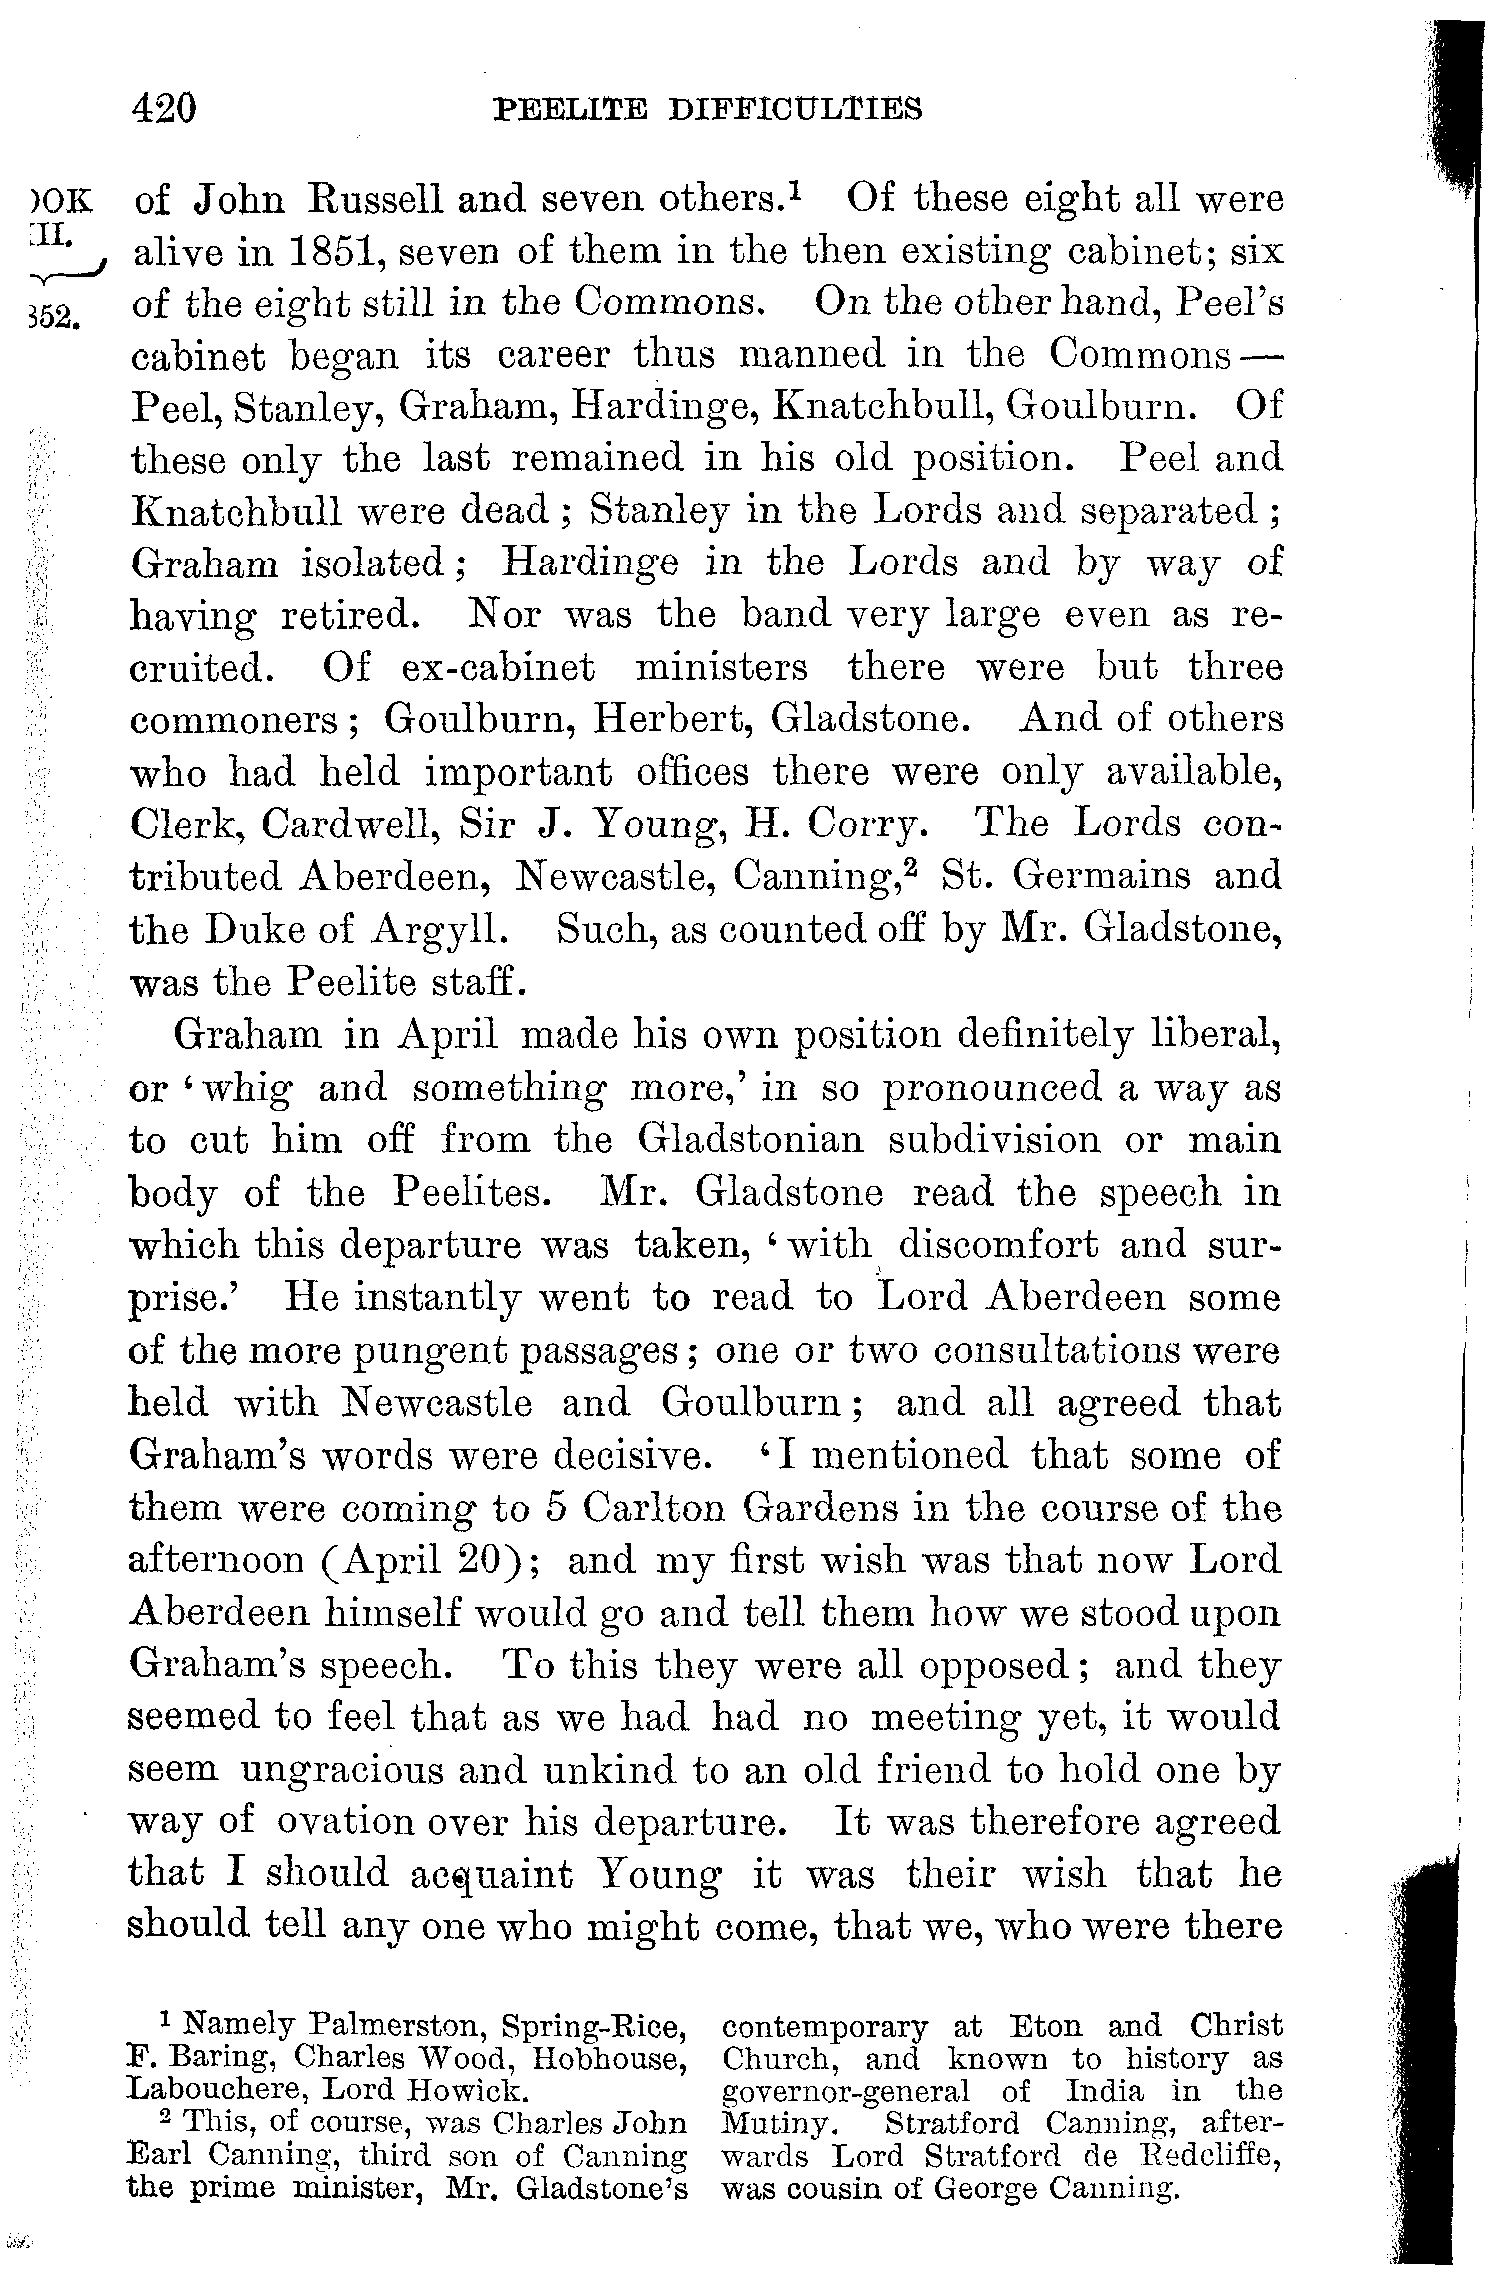 420 PEELITE DIFFICULTIES
OK
II.
352.
of John Russell and seven others.¹ Of these eight all were
alive in 1851, seven of them in the then existing cabinet; six
of the eight still in the Commons. On the other hand, Peel's
cabinet began its career thus manned in the Commons—
Peel, Stanley, Graham, Hardinge, Knatchbull, Goulburn. Of
these only the last remained in his old position. Peel and
Knatchbull were dead; Stanley in the Lords and separated;
Graham isolated; Hardinge in the Lords and by way of
having retired. Nor was the band very large even as re-
cruited. Of ex-cabinet ministers there were but three
commoners; Goulburn, Herbert, Gladstone. And of others
who had held important offices there were only available,
Clerk, Cardwell, Sir J. Young, H. Corry. The Lords con-
tributed Aberdeen, Newcastle, Canning,² St. Germains and
the Duke of Argyll. Such, as counted off by Mr. Gladstone,
was the Peelite staff.
Graham in April made his own position definitely liberal,
or 'whig and something more,' in so pronounced a way as
to cut him off from the Gladstonian subdivision or main
body of the Peelites. Mr. Gladstone read the speech in
which this departure was taken, 'with discomfort and sur-
prise.' He instantly went to read to Lord Aberdeen some
of the more pungent passages; one or two consultations were
held with Newcastle and Goulburn; and all agreed that
Graham's words were decisive. 'I mentioned that some of
them were coming to 5 Carlton Gardens in the course of the
afternoon (April 20); and my first wish was that now Lord
Aberdeen himself would go and tell them how we stood upon
Graham's speech. To this they were all opposed; and they
seemed to feel that as we had had no meeting yet, it would
seem ungracious and unkind to an old friend to hold one by
way of ovation over his departure. It was therefore agreed
that I should acquaint Young it was their wish that he
should tell any one who might come, that we, who were there
¹ Namely Palmerston, Spring-Rice,
F. Baring, Charles Wood, Hobhouse,
Labouchere, Lord Howick.
² This, of course, was Charles John
Earl Canning, third son of Canning
the prime minister, Mr. Gladstone's
contemporary at Eton and Christ
Church, and known to history as
governor-general of India in the
Mutiny. Stratford Canning, after-
wards Lord Stratford de Redcliffe,
was cousin of George Canning.